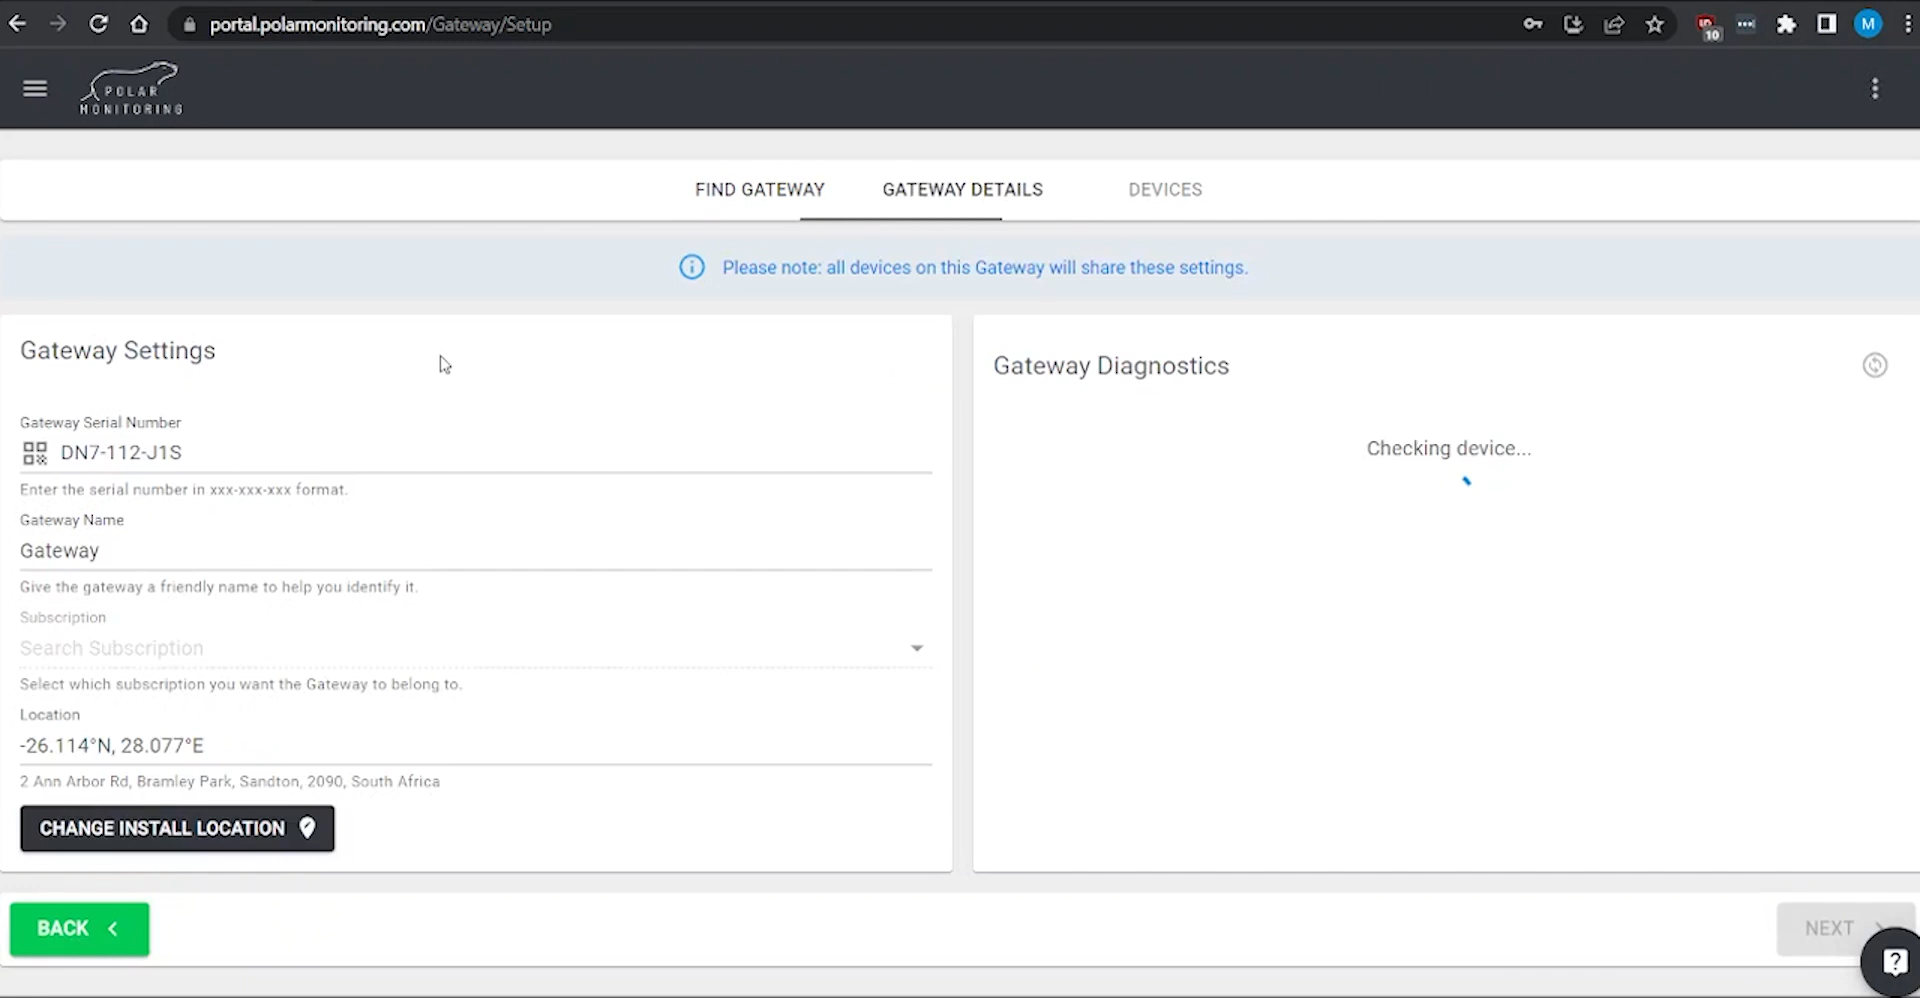 portal.polarmonitoring.com/Gateway/Setup
10
M
POLAR
MONITORING
FIND GATEWAY
GATEWAY DETAILS
DEVICES
Please note: all devices on this Gateway will share these settings.
Gateway Settings
Gateway Serial Number
DN7-112-J1S
Enter the serial number in xxx-xxx-xxx format.
Gateway Name
Gateway
Give the gateway a friendly name to help you identify it.
Subscription
Search Subscription
Select which subscription you want the Gateway to belong to.
Location
-26.114°N, 28.077°E
2 Ann Arbor Rd, Bramley Park, Sandton, 2090, South Africa
CHANGE INSTALL LOCATION
Gateway Diagnostics
Checking device...
BACK
NEXT